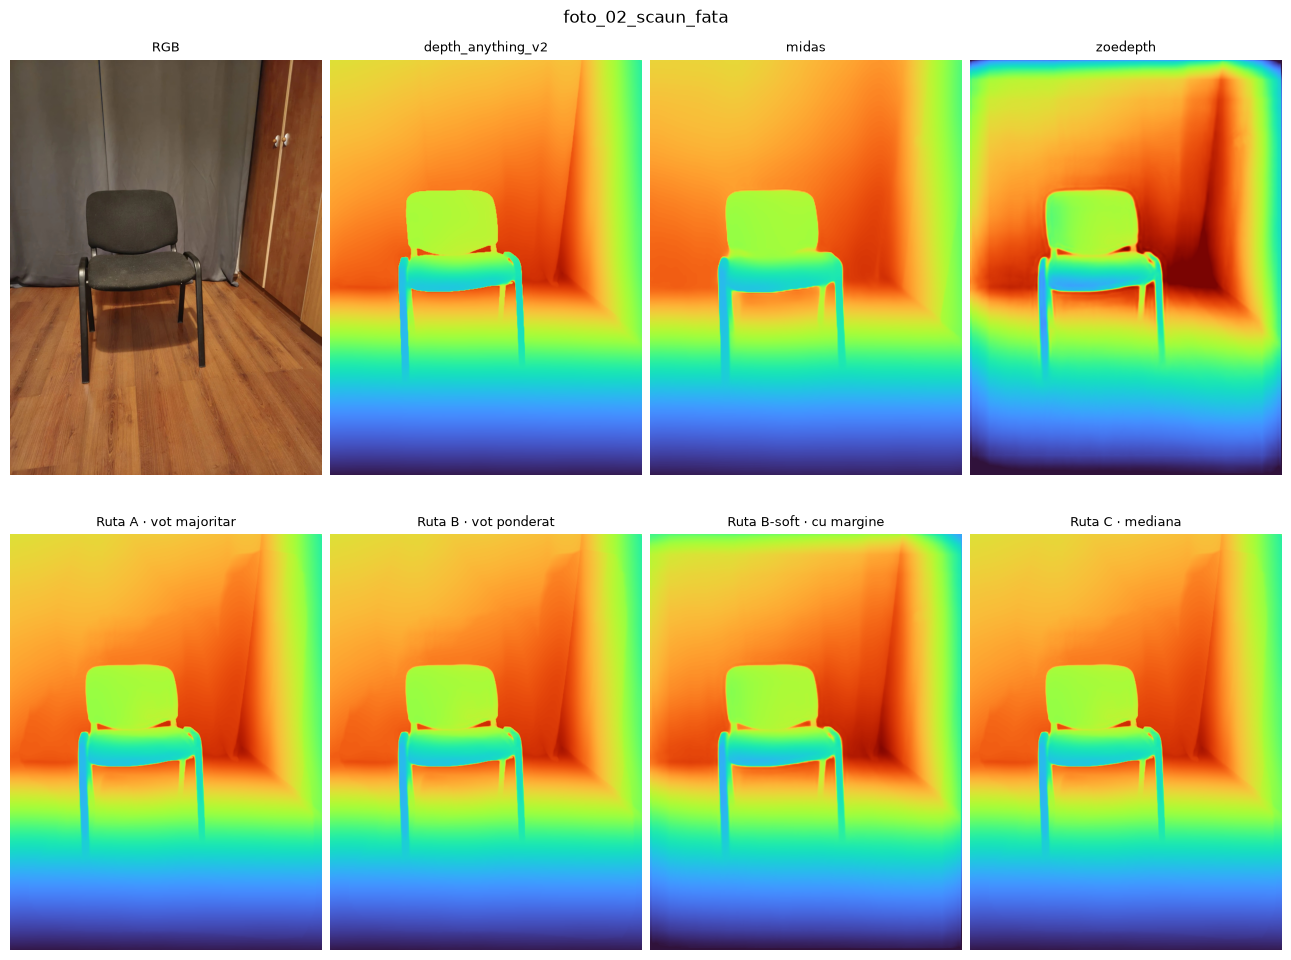 foto_02_scaun_fata
RGB
depth_anything_v2
midas
zoedepth
Ruta A · vot majoritar
Ruta B · vot ponderat
Ruta B-soft · cu margine
Ruta C · mediana